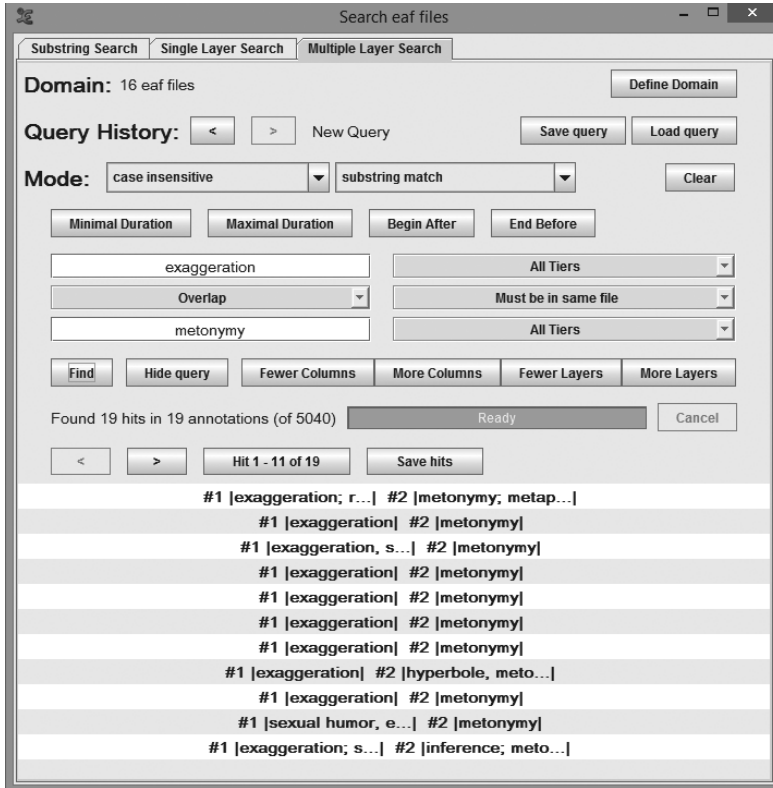 Search eaf files
Substring Search Single Layer Search Multiple Layer Search
Domain: 16 eaf files Define Domain
Query History: < > New Query Save query Load query
Mode: case insensitive substring match Clear
Minimal Duration Maximal Duration Begin After End Before
exaggeration All Tiers
Overlap Must be in same file
metonymy All Tiers
Find Hide query Fewer Columns More Columns Fewer Layers More Layers
Found 19 hits in 19 annotations (of 5040) Ready Cancel
< > Hit 1 - 11 of 19 Save hits
#1 |exaggeration; r...| #2 |metonymy; metap...|
#1 |exaggeration| #2 |metonymy|
#1 |exaggeration, s...| #2 |metonymy|
#1 |exaggeration| #2 |metonymy|
#1 |exaggeration| #2 |metonymy|
#1 |exaggeration| #2 |metonymy|
#1 |exaggeration| #2 |metonymy|
#1 |exaggeration| #2 |hyperbole, meto...|
#1 |exaggeration| #2 |metonymy|
#1 |sexual humor, e...| #2 |metonymy|
#1 |exaggeration; s...| #2 |inference; meto...|